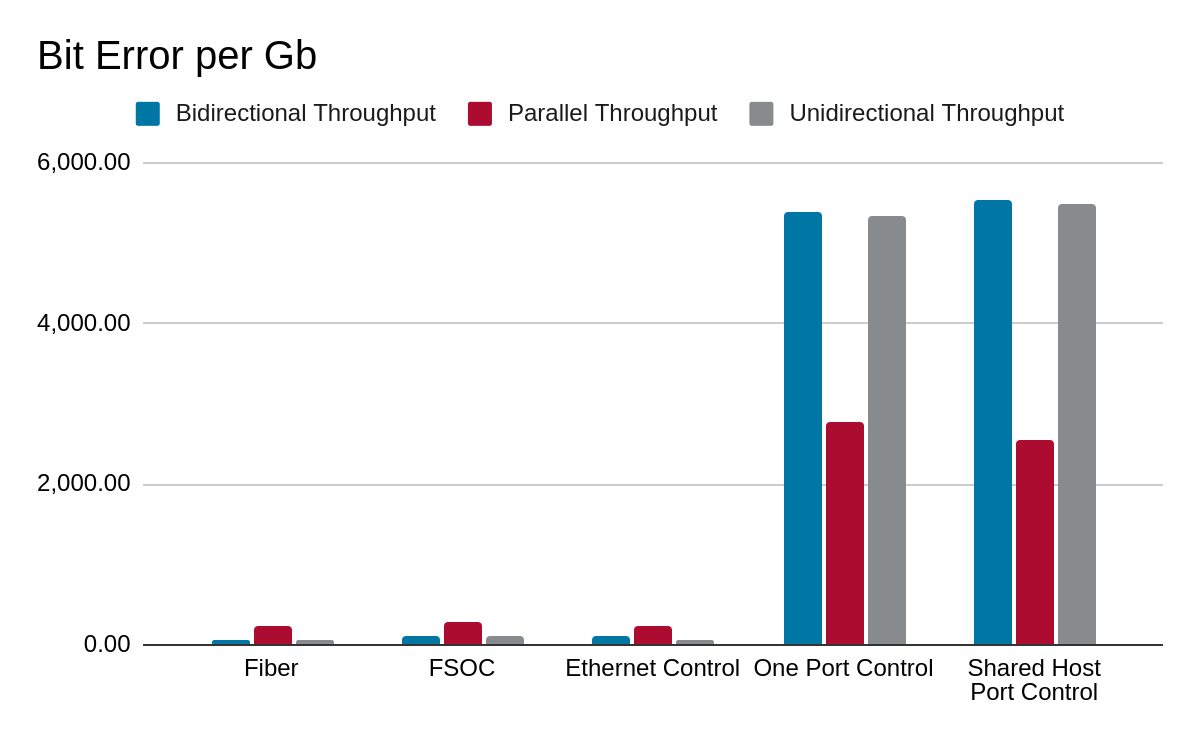 Bit Error per Gb
Bidirectional Throughput Parallel Throughput Unidirectional Throughput
6,000.00
4,000.00
2,000.00
0.00
Fiber FSOC Ethernet Control One Port Control Shared Host
Port Control